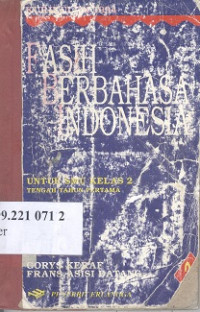 FASIH
BERBAHASA
INDONESIA
UNTUK SMU KELAS 2
TENGAH TAHUN PERTAMA
9.221 071 2
er
GORYS KERAF
FRANS ASISI DATANG
PENERBIT ERLANGGA